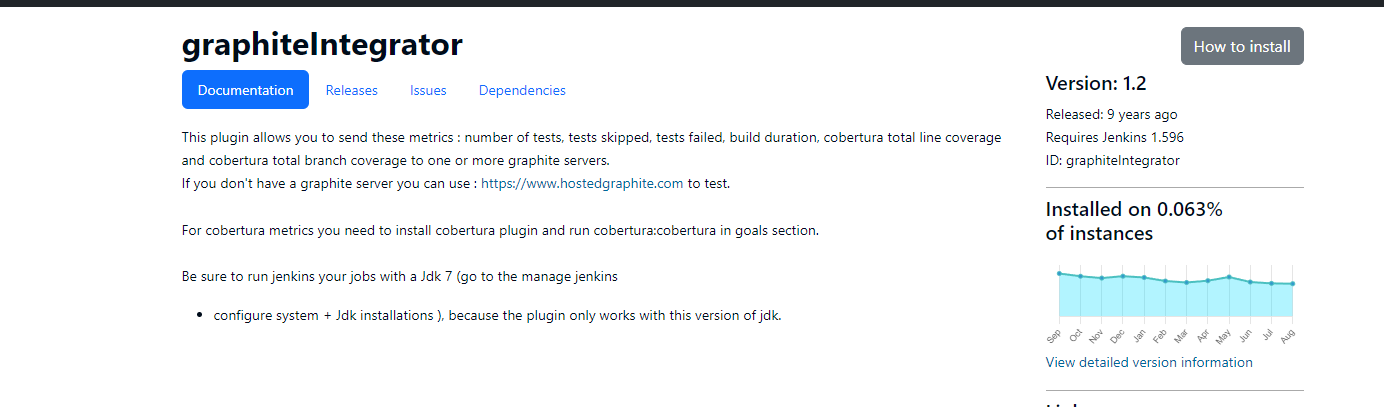 graphiteIntegrator
How to install
Documentation
Releases
Issues
Dependencies
This plugin allows you to send these metrics : number of tests, tests skipped, tests failed, build duration, cobertura total line coverage
and cobertura total branch coverage to one or more graphite servers.
If you don't have a graphite server you can use : https://www.hostedgraphite.com to test.
For cobertura metrics you need to install cobertura plugin and run cobertura:cobertura in goals section.
Be sure to run jenkins your jobs with a Jdk 7 (go to the manage jenkins
• configure system + Jdk installations ), because the plugin only works with this version of jdk.
Version: 1.2
Released: 9 years ago
Requires Jenkins 1.596
ID: graphiteIntegrator
Installed on 0.063%
of instances
Sep Oct Nov Dec Jan Feb Mar Apr May Jun Jul Aug
View detailed version information